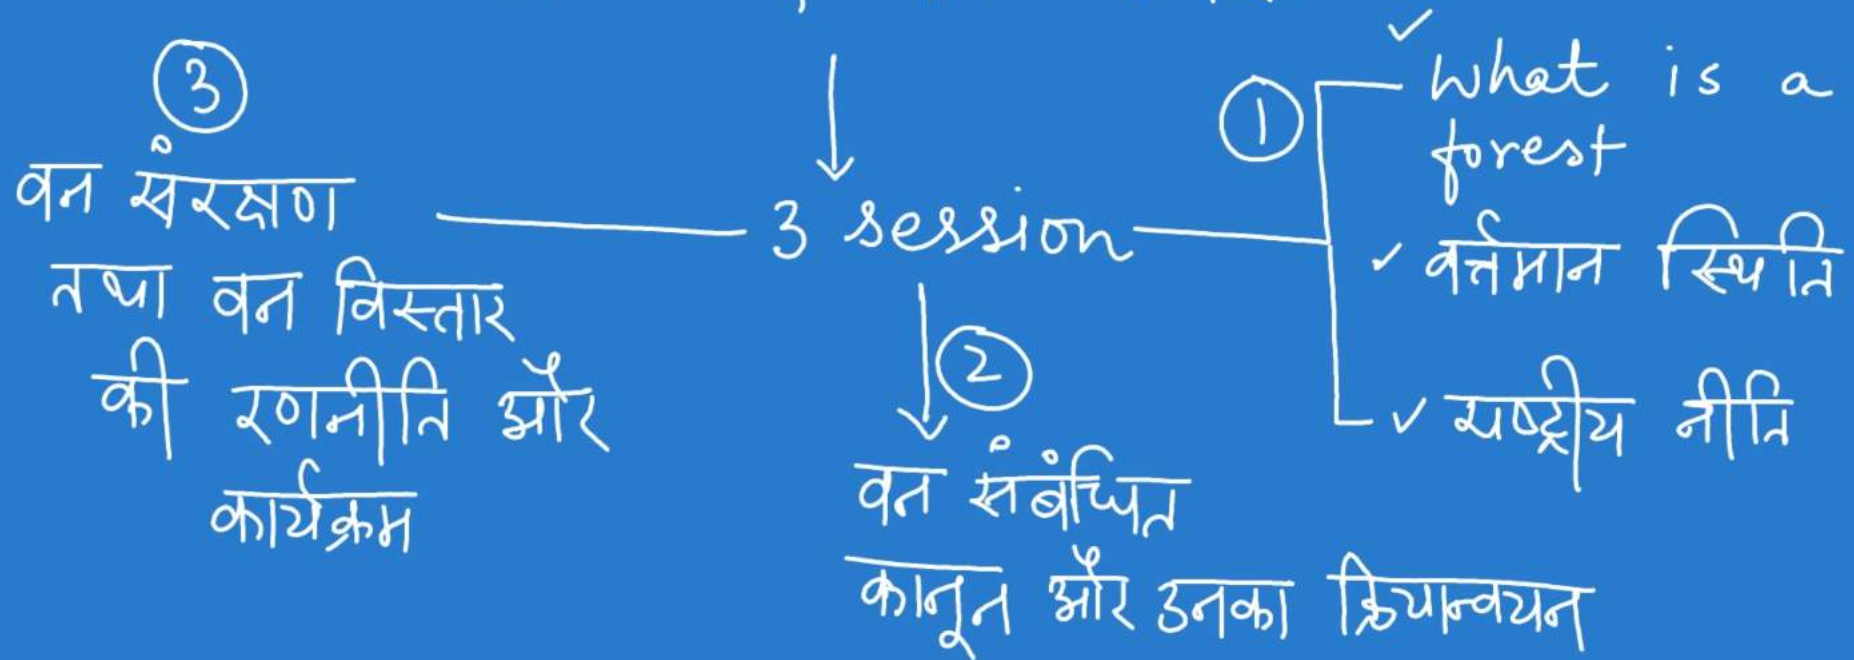 3 session
①
✓ What is a
forest
✓ वर्तमान स्थिति
✓ राष्ट्रीय नीति
②
वन संबंधित
कानून और उनका क्रियान्वयन
③
वन संरक्षण
तथा वन विस्तार
की रणनीति और
कार्यक्रम